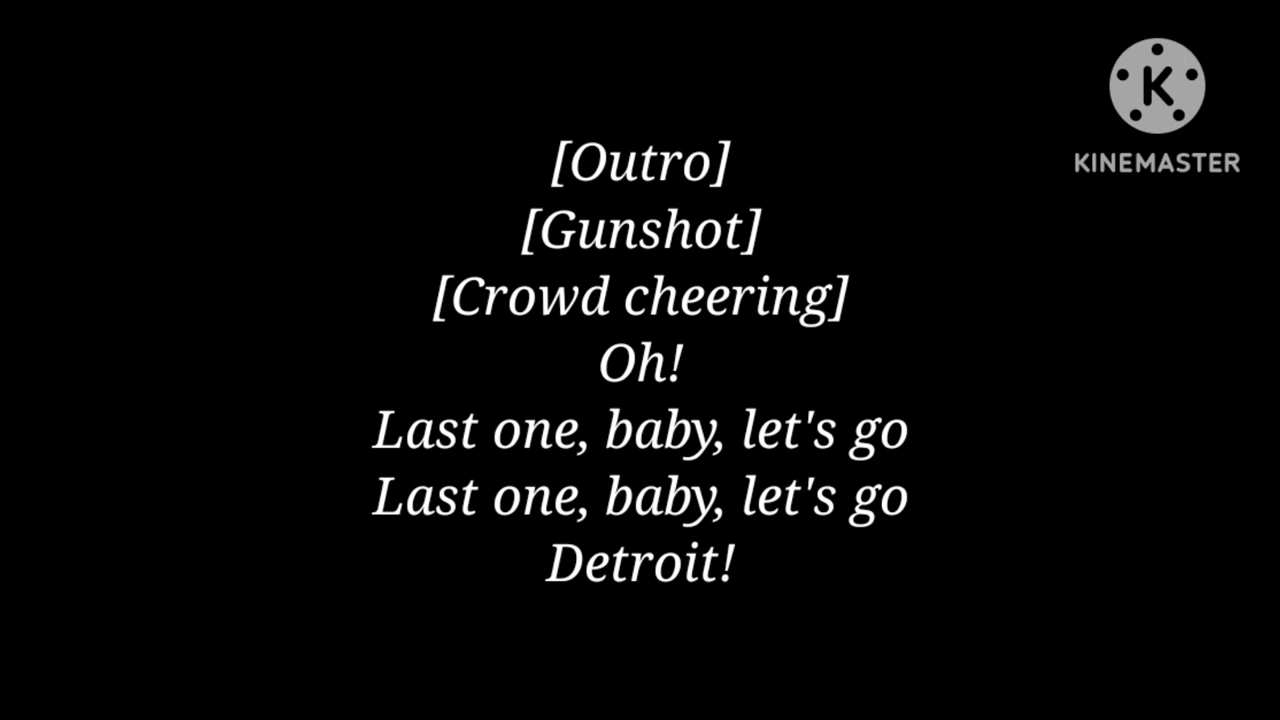 K
KINEMASTER
[Outro]
[Gunshot]
[Crowd cheering]
Oh!
Last one, baby, let's go
Last one, baby, let's go
Detroit!